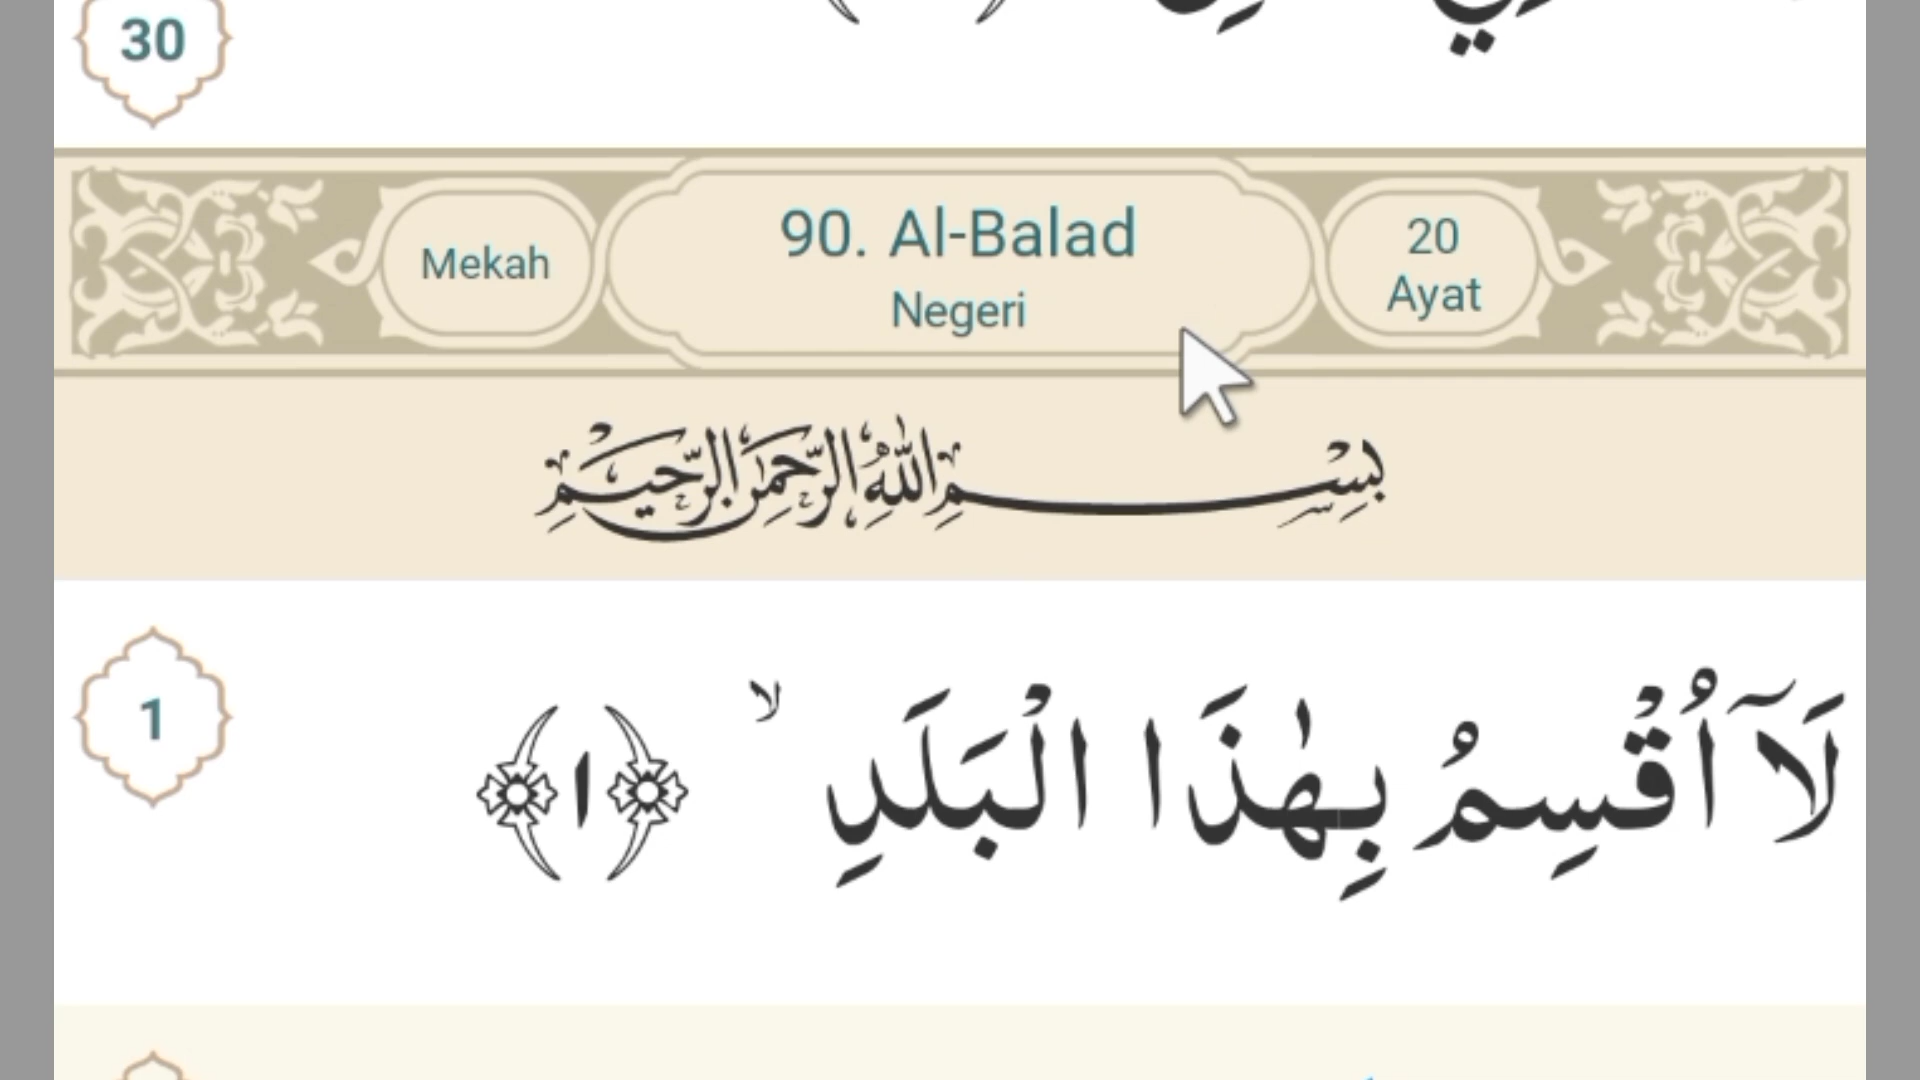 30
Mekah
90. Al-Balad
Negeri
20
Ayat
بِسْمِ اللّٰهِ الرَّحْمٰنِ الرَّحِيْمِ
1
لَآ اُقْسِمُ بِهٰذَا الْبَلَدِ ۙ ﴿١﴾